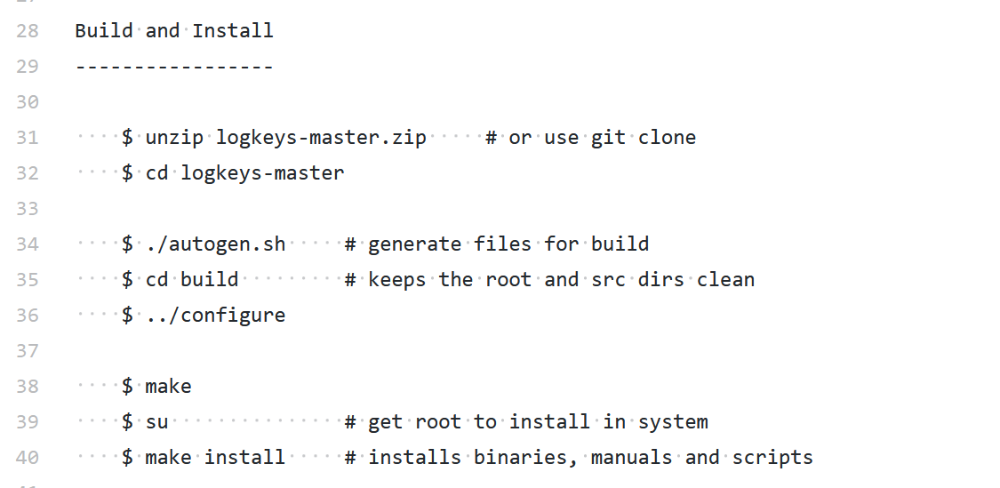 28 Build and Install
29 -----------------
30
31     $ unzip logkeys-master.zip     # or use git clone
32     $ cd logkeys-master
33
34     $ ./autogen.sh     # generate files for build
35     $ cd build         # keeps the root and src dirs clean
36     $ ../configure
37
38     $ make
39     $ su               # get root to install in system
40     $ make install     # installs binaries, manuals and scripts